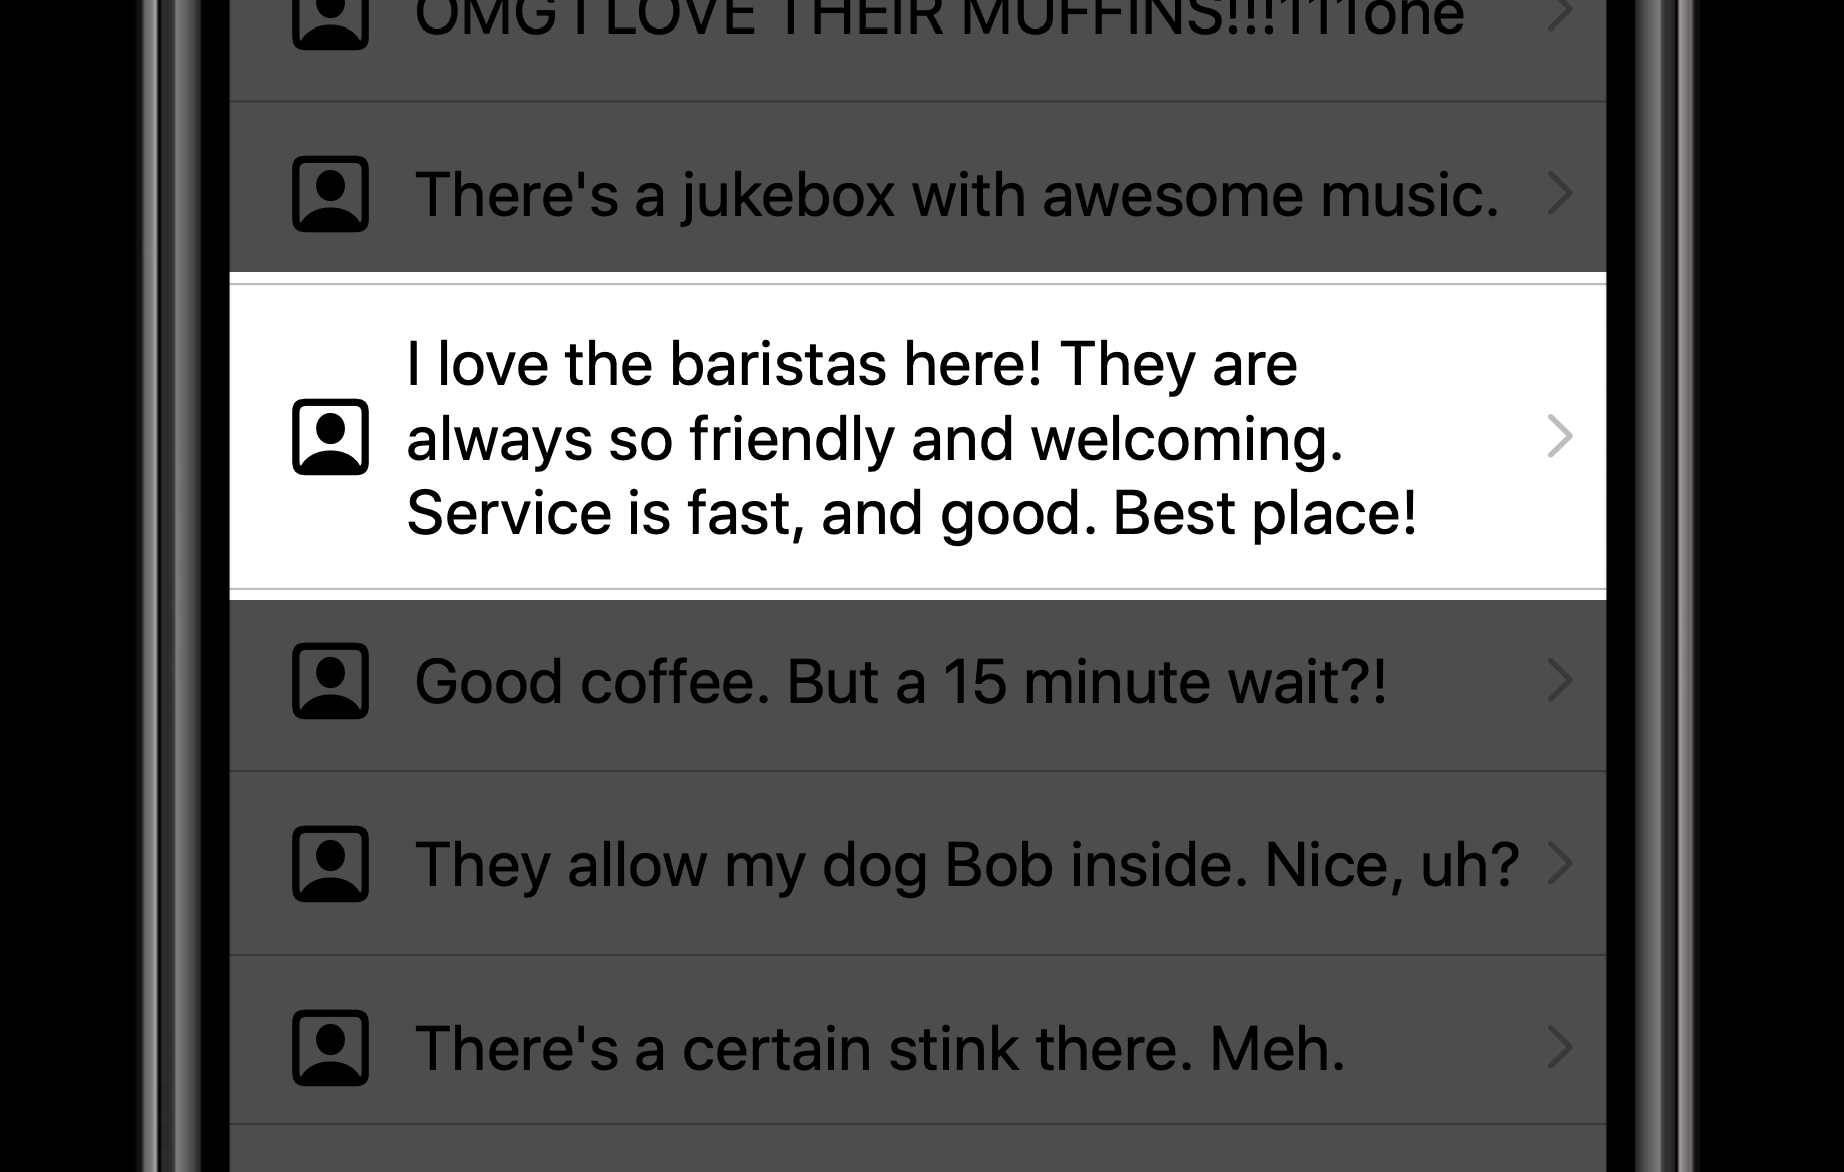 OMG I LOVE THEIR MUFFINS!!!111one
There's a jukebox with awesome music.
I love the baristas here! They are
always so friendly and welcoming.
Service is fast, and good. Best place!
Good coffee. But a 15 minute wait?!
They allow my dog Bob inside. Nice, uh?
There's a certain stink there. Meh.